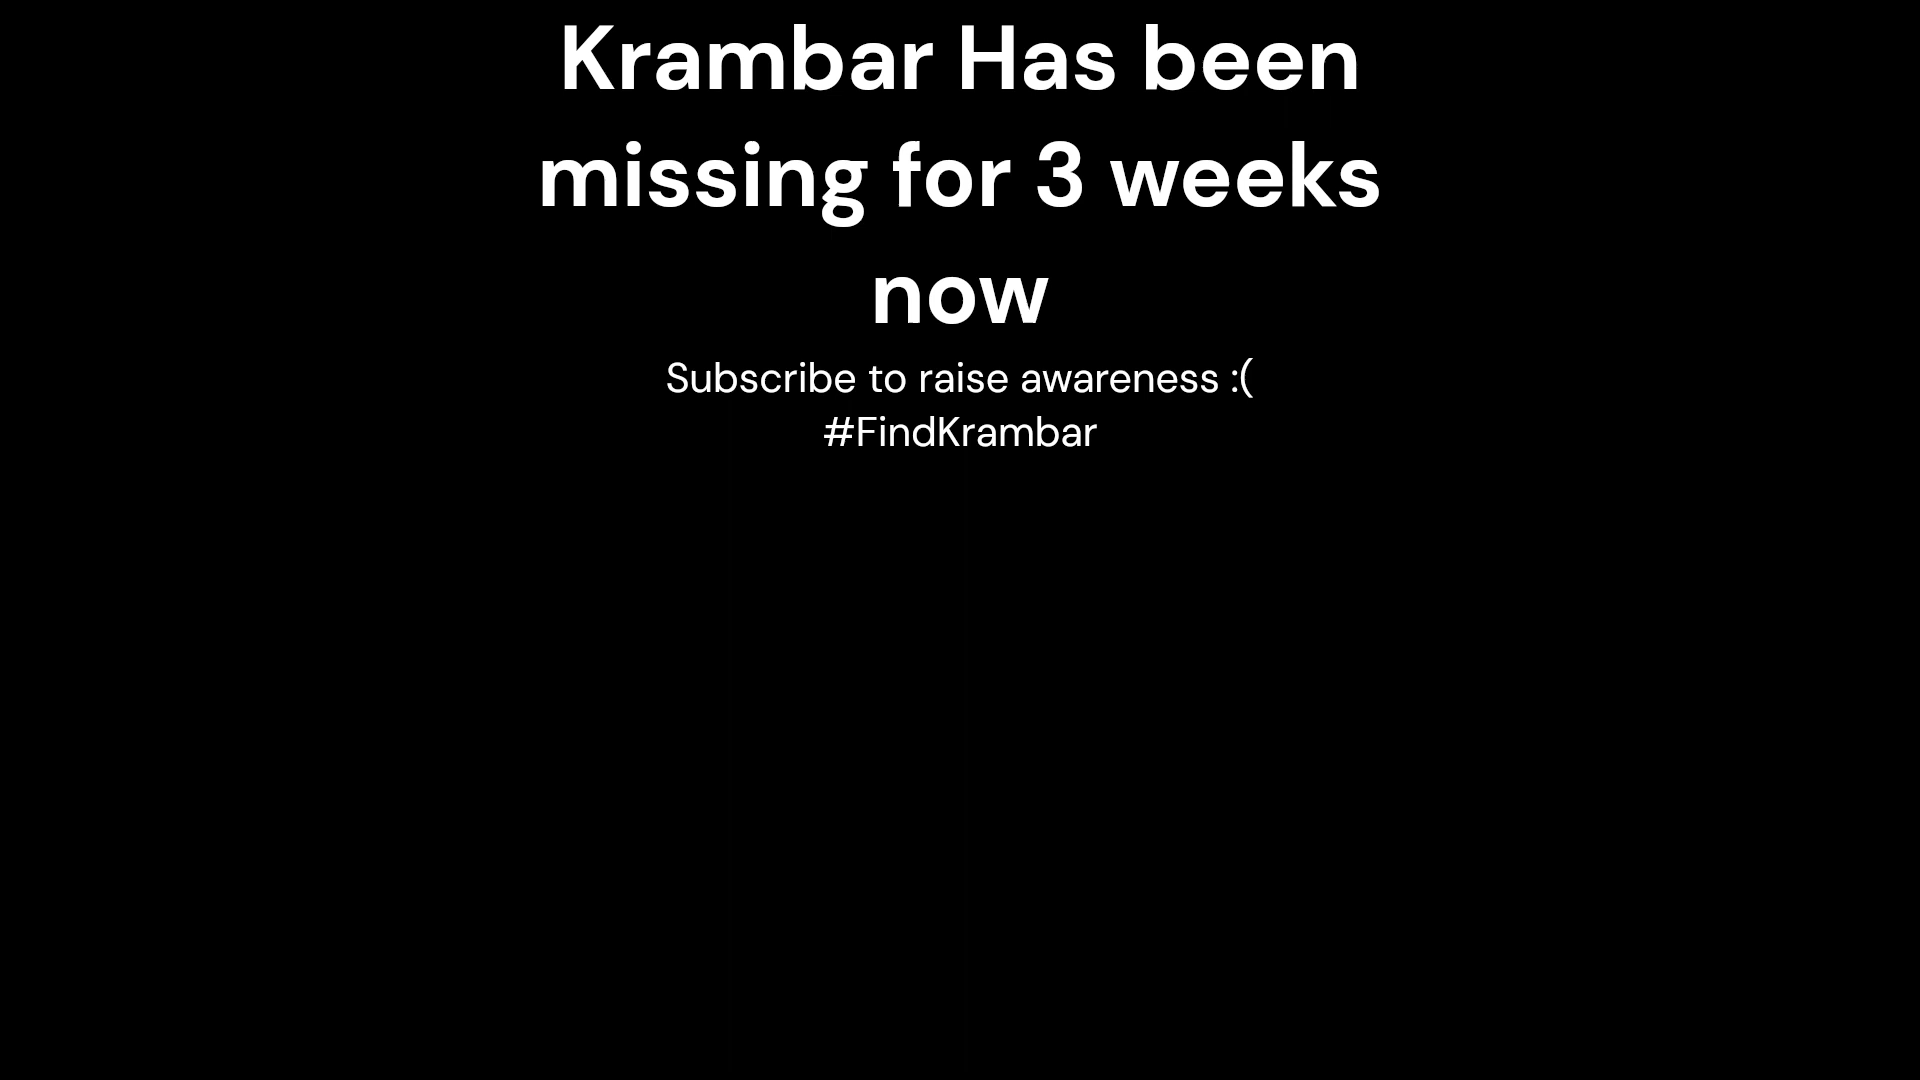 Krambar Has been
missing for 3 weeks
now
Subscribe to raise awareness :(
#FindKrambar